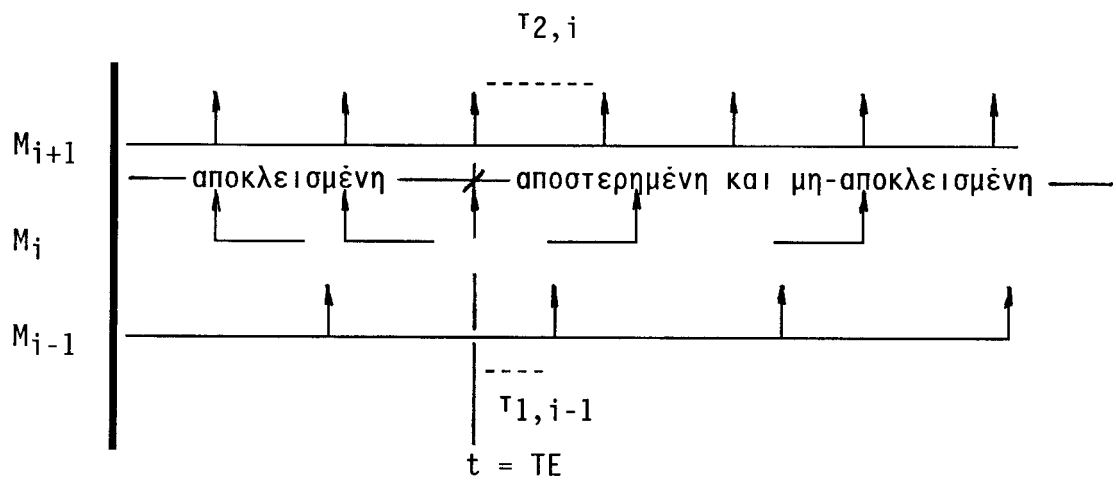 τ2,i
Mi+1
αποκλεισμένη αποστερημένη και μη-αποκλεισμένη
Mi
Mi-1
τ1,i-1
t = TE